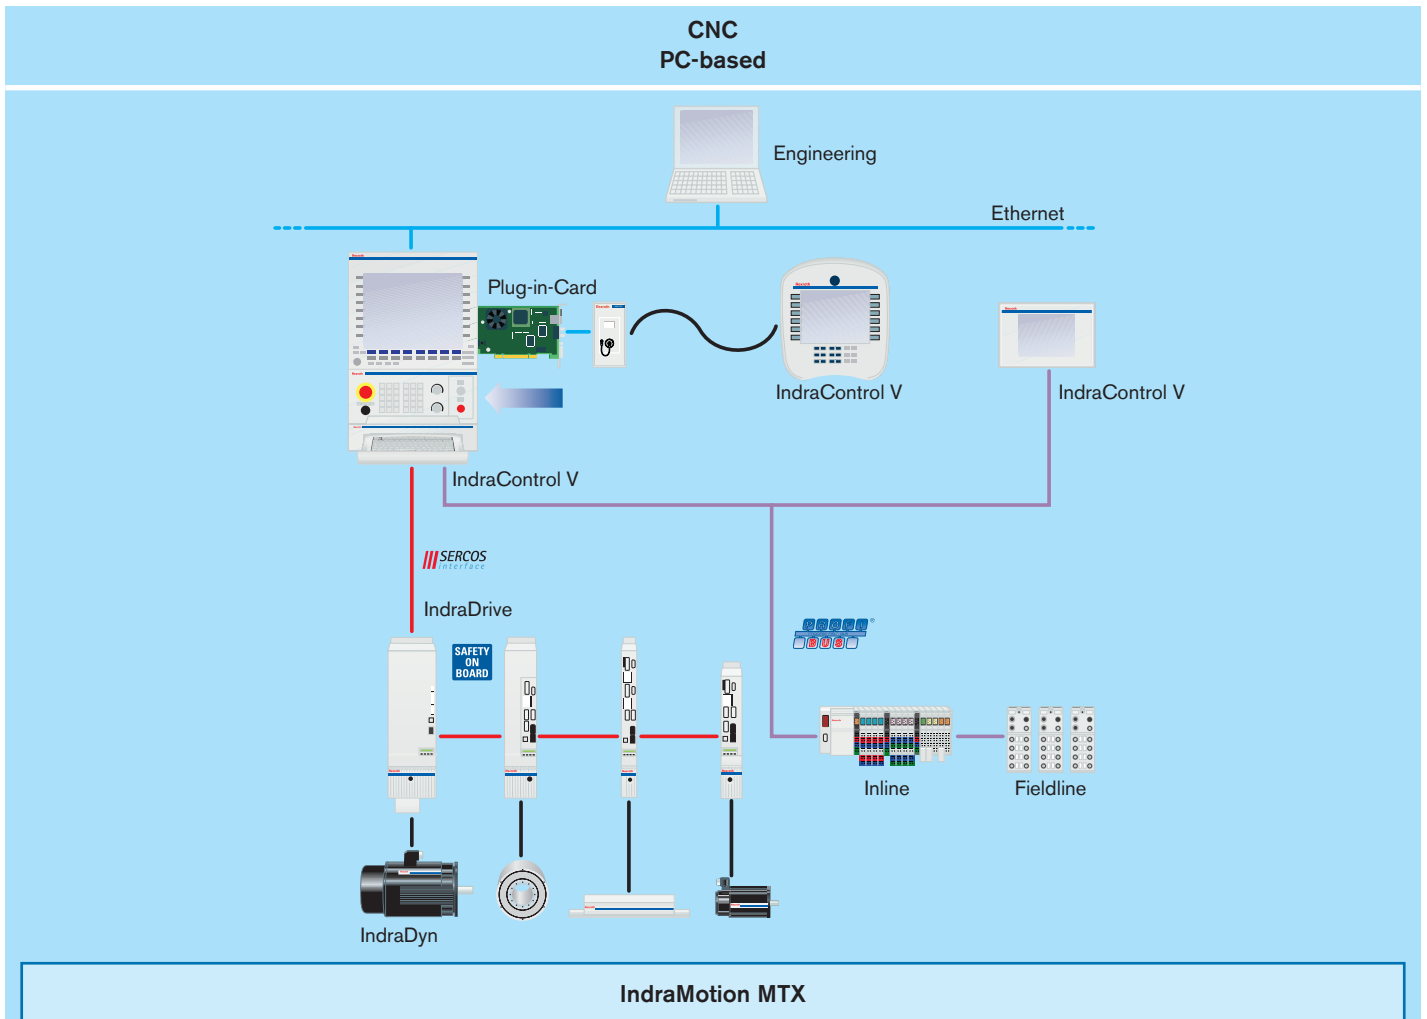 CNC
PC-based
Engineering
Ethernet
Plug-in-Card
IndraControl V
IndraControl V
IndraControl V
SERCOS
interface
IndraDrive
SAFETY
ON
BOARD
Inline
Fieldline
IndraDyn
IndraMotion MTX